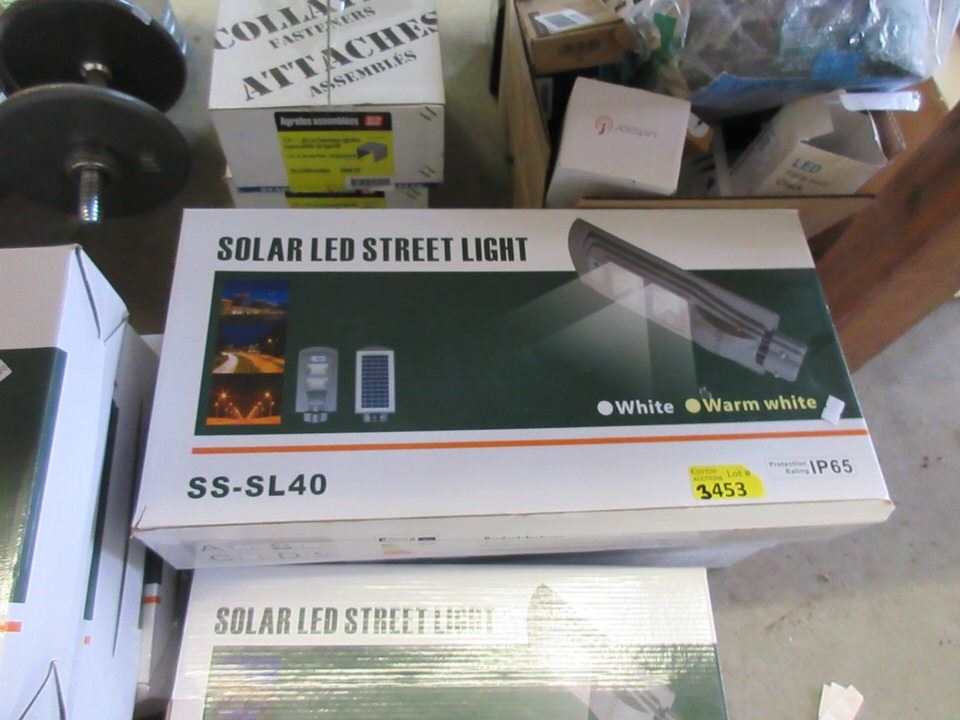 COLLATED
FASTENERS
ATTACHES
ASSEMBLÉS
Agrafes assemblées
LED
SOLAR LED STREET LIGHT
White
Warm white
SS-SL40
Lot #
3453
Protection
Rating
IP65
SOLAR LED STREET LIGHT